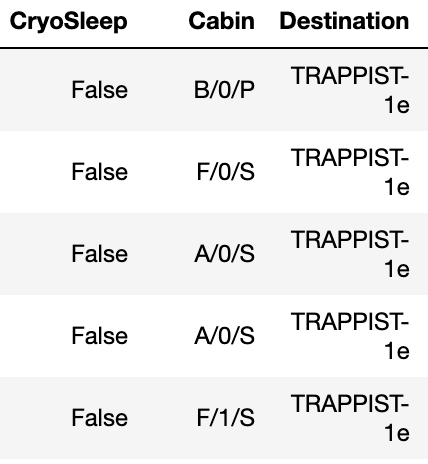 CryoSleep Cabin Destination
False B/0/P TRAPPIST-
1e
False F/0/S TRAPPIST-
1e
False A/0/S TRAPPIST-
1e
False A/0/S TRAPPIST-
1e
False F/1/S TRAPPIST-
1e